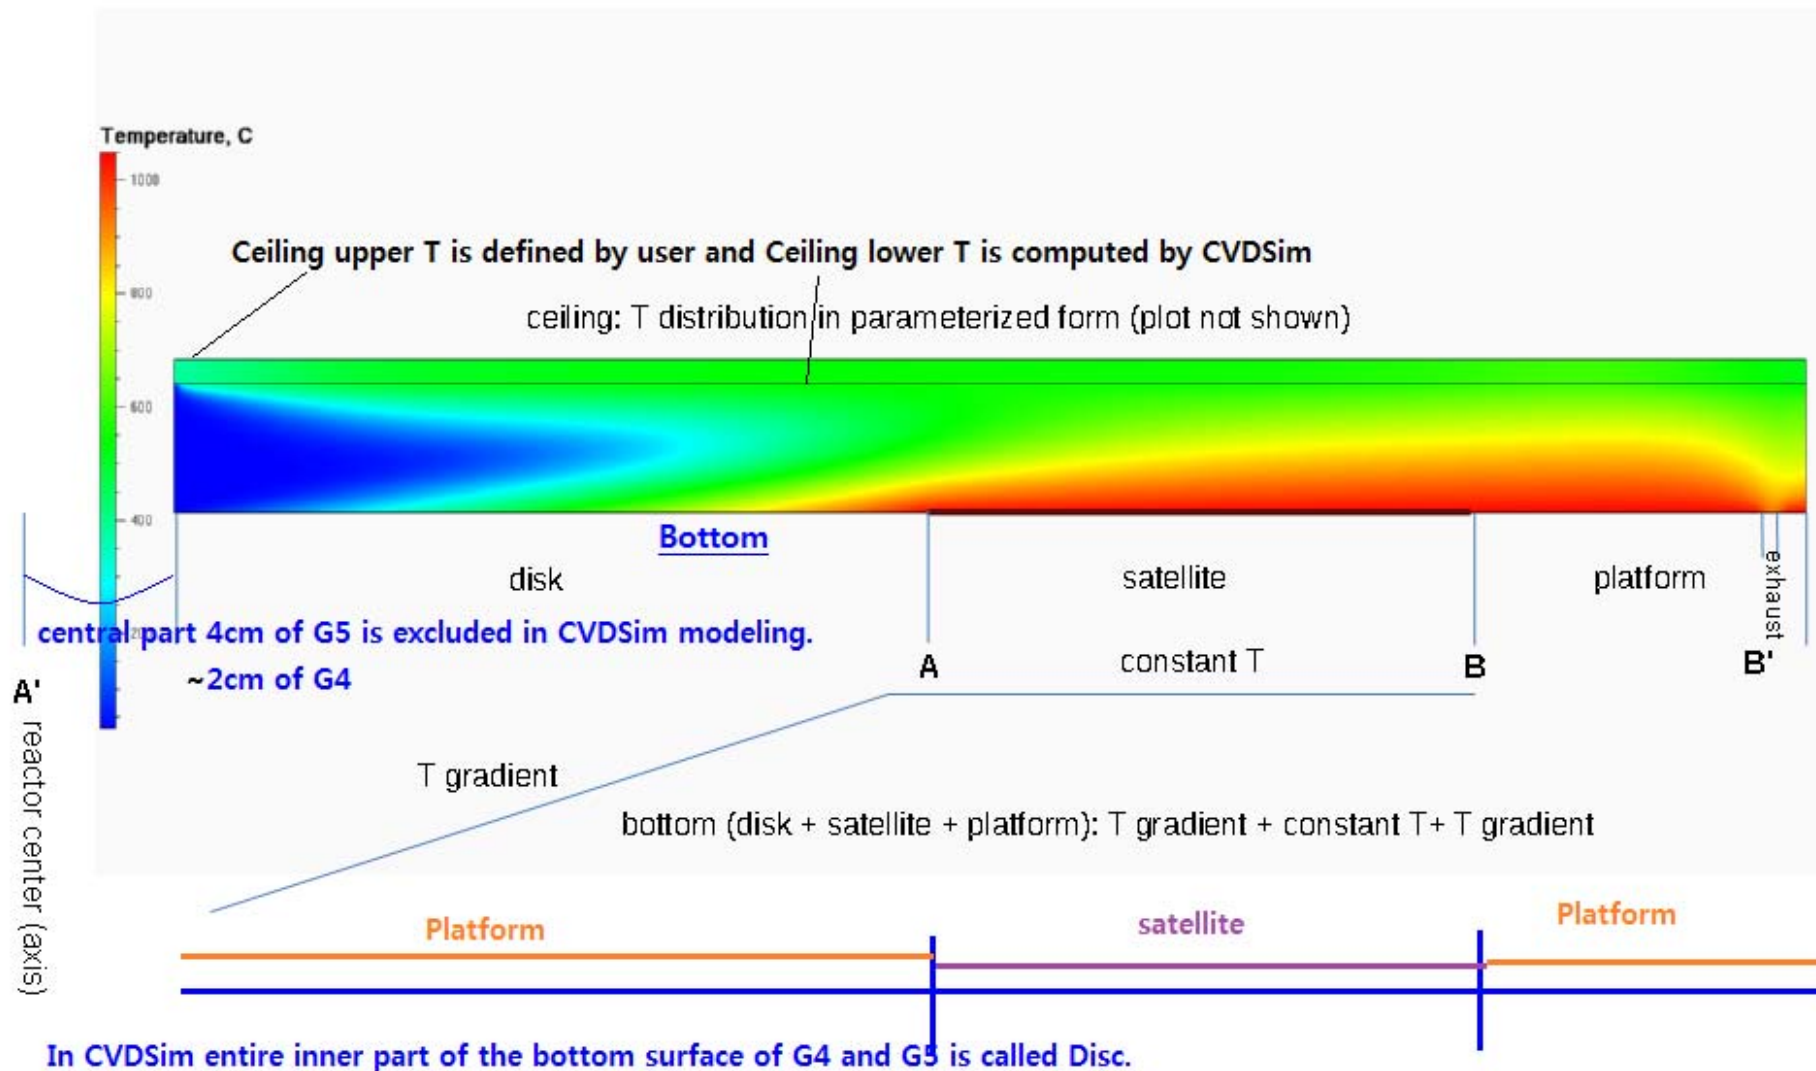 Temperature, C
1000
Ceiling upper T is defined by user and Ceiling lower T is computed by CVDSim
800
ceiling: T distribution in parameterized form (plot not shown)
600
400
Bottom
disk
satellite
platform
exhaust
central part 4cm of G5 is excluded in CVDSim modeling.
~2cm of G4
A
constant T
B
B'
A'
reactor center (axis)
T gradient
bottom (disk + satellite + platform): T gradient + constant T+ T gradient
Platform
satellite
Platform
In CVDSim entire inner part of the bottom surface of G4 and G5 is called Disc.